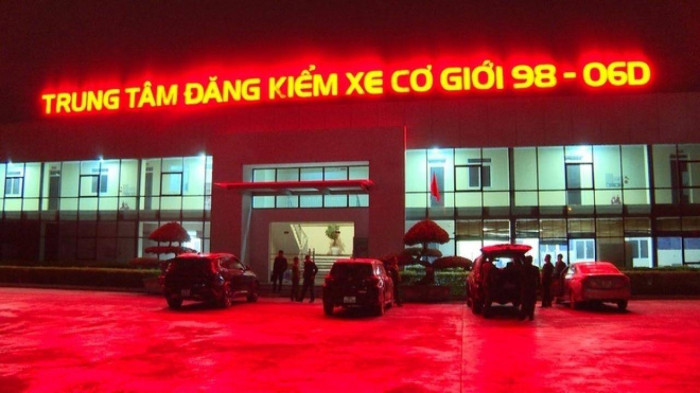 TRUNG TÂM ĐĂNG KIỂM XE CƠ GIỚI 98 - 06D